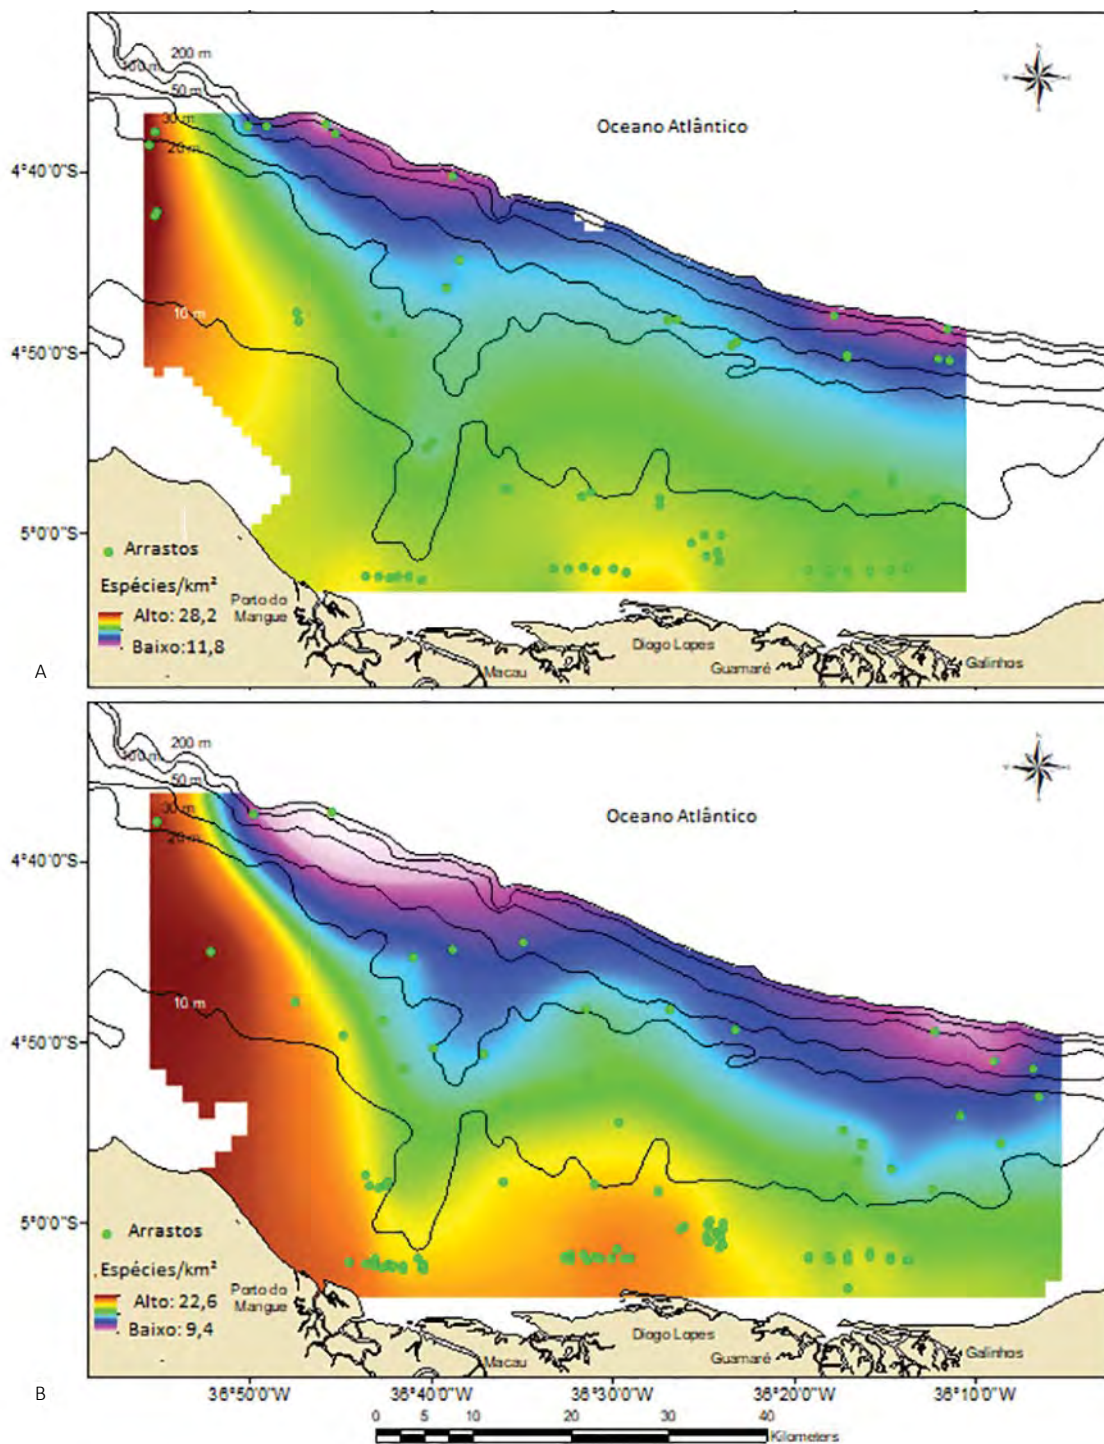 200 m
100 m
50 m
30 m
20 m
10 m
Oceano Atlântico
4°40'0"S
4°50'0"S
5°0'0"S
Arrastos
Espécies/km²
Alto: 28,2
Baixo:11,8
Porto do
Mangue
Macau
Diogo Lopes
Guamaré
Galinhos
A
200 m
100 m
50 m
30 m
20 m
10 m
Oceano Atlântico
4°40'0"S
4°50'0"S
5°0'0"S
Arrastos
Espécies/km²
Alto: 22,6
Baixo: 9,4
Porto do
Mangue
Macau
Diogo Lopes
Guamaré
Galinhos
B
36°50'0"W
36°40'0"W
36°30'0"W
36°20'0"W
36°10'0"W
0 5 10 20 30 40
Kilometers